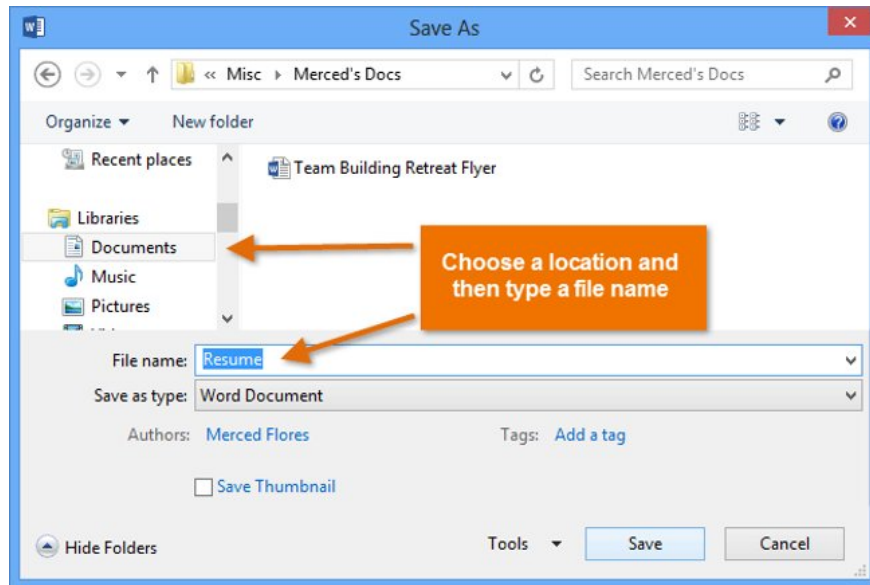 Save As
« Misc ▸ Merced's Docs
Search Merced's Docs
Organize
New folder
Recent places
Team Building Retreat Flyer
Libraries
Documents
Music
Pictures
Choose a location and
then type a file name
File name: Resume
Save as type: Word Document
Authors: Merced Flores
Tags: Add a tag
Save Thumbnail
Hide Folders
Tools
Save
Cancel